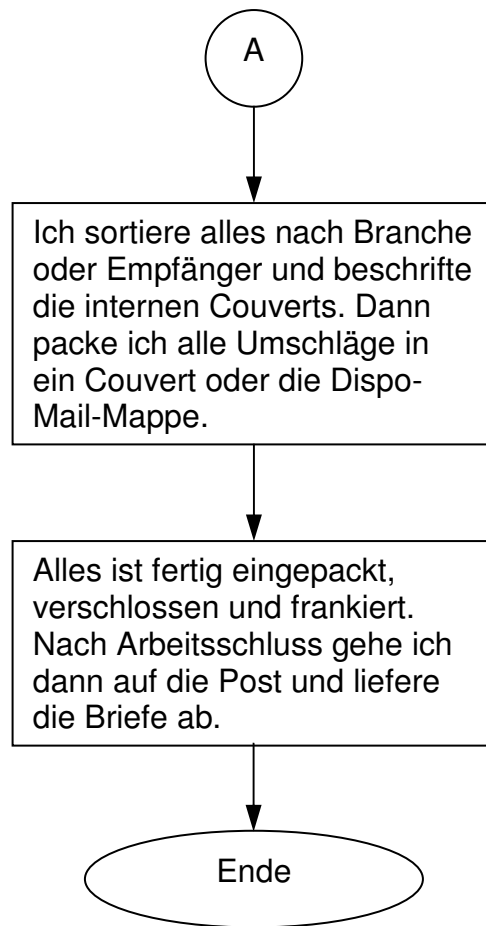 A
Ich sortiere alles nach Branche
oder Empfänger und beschrifte
die internen Couverts. Dann
packe ich alle Umschläge in
ein Couvert oder die Dispo-
Mail-Mappe.
Alles ist fertig eingepackt,
verschlossen und frankiert.
Nach Arbeitsschluss gehe ich
dann auf die Post und liefere
die Briefe ab.
Ende